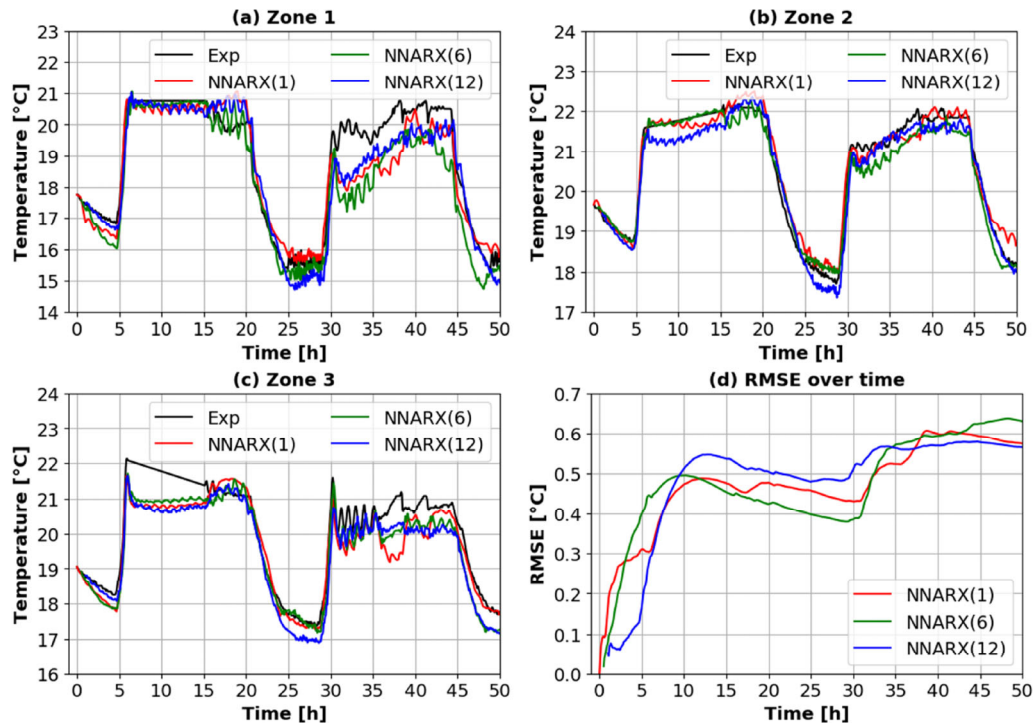 (a) Zone 1
Temperature [°C]
23
22
21
20
19
18
17
16
15
14
Exp
NNARX(1)
NNARX(6)
NNARX(12)
0 5 10 15 20 25 30 35 40 45 50
Time [h]
(b) Zone 2
Temperature [°C]
24
23
22
21
20
19
18
17
Exp
NNARX(1)
NNARX(6)
NNARX(12)
0 5 10 15 20 25 30 35 40 45 50
Time [h]
(c) Zone 3
Temperature [°C]
24
23
22
21
20
19
18
17
16
Exp
NNARX(1)
NNARX(6)
NNARX(12)
0 5 10 15 20 25 30 35 40 45 50
Time [h]
(d) RMSE over time
RMSE [°C]
0.7
0.6
0.5
0.4
0.3
0.2
0.1
0.0
NNARX(1)
NNARX(6)
NNARX(12)
0 5 10 15 20 25 30 35 40 45 50
Time [h]